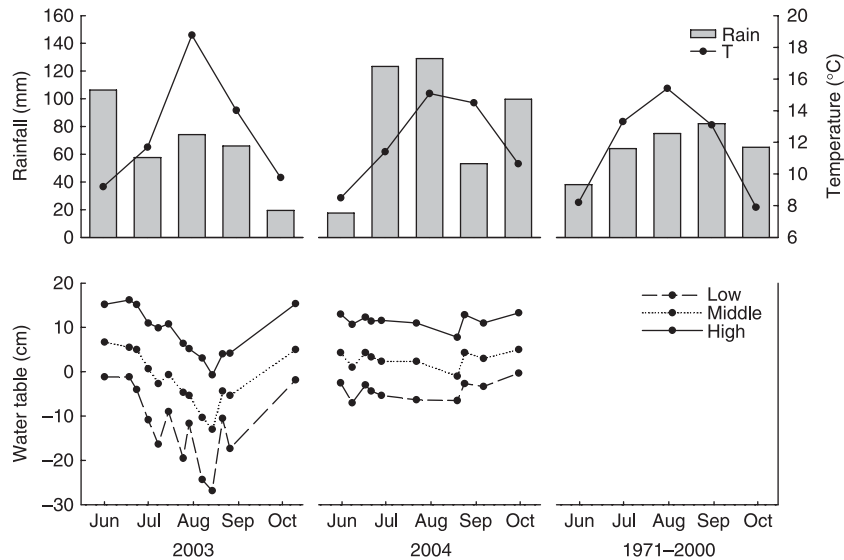 160
140
120
100
80
60
40
20
0
Rainfall (mm)
Rain
T
20
18
16
14
12
10
8
6
Temperature (°C)
20
10
0
−10
−20
−30
Water table (cm)
Low
Middle
High
Jun Jul Aug Sep Oct Jun Jul Aug Sep Oct Jun Jul Aug Sep Oct
2003 2004 1971–2000